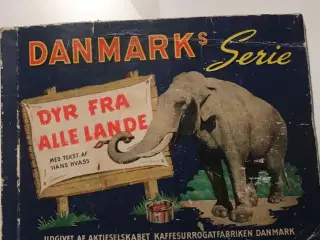 DANMARKs Serie
DYR FRA
ALLE LANDE
MED TEKST AF
HANS HVASS
UDGIVET AF AKTIESELSKABET KAFFESURROGATFABRIKEN DANMARK